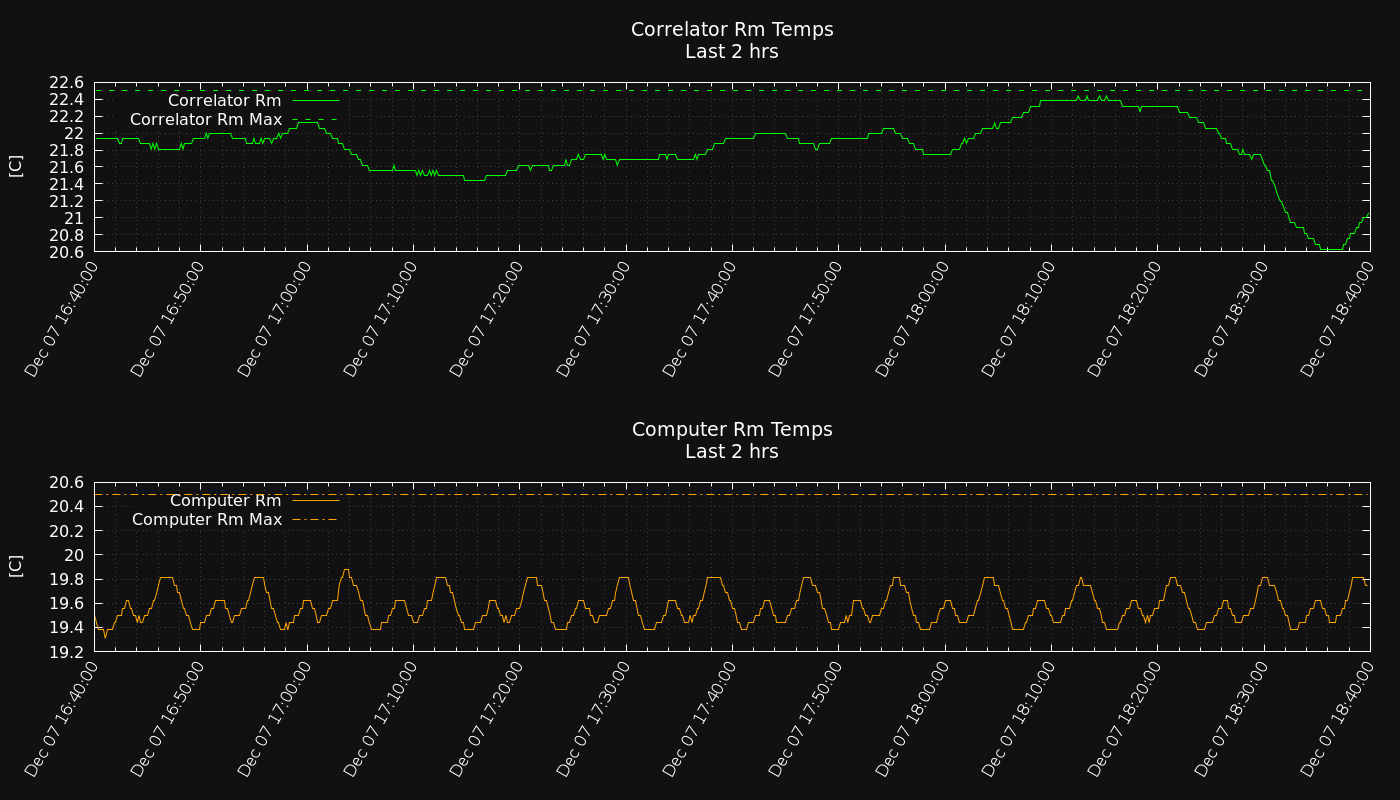 Correlator Rm Temps
Last 2 hrs
22.6
22.4
22.2
22
21.8
21.6
21.4
21.2
21
20.8
20.6
[C]
Correlator Rm
Correlator Rm Max
Dec 07 16:40:00
Dec 07 16:50:00
Dec 07 17:00:00
Dec 07 17:10:00
Dec 07 17:20:00
Dec 07 17:30:00
Dec 07 17:40:00
Dec 07 17:50:00
Dec 07 18:00:00
Dec 07 18:10:00
Dec 07 18:20:00
Dec 07 18:30:00
Dec 07 18:40:00
Computer Rm Temps
Last 2 hrs
20.6
20.4
20.2
20
19.8
19.6
19.4
19.2
[C]
Computer Rm
Computer Rm Max
Dec 07 16:40:00
Dec 07 16:50:00
Dec 07 17:00:00
Dec 07 17:10:00
Dec 07 17:20:00
Dec 07 17:30:00
Dec 07 17:40:00
Dec 07 17:50:00
Dec 07 18:00:00
Dec 07 18:10:00
Dec 07 18:20:00
Dec 07 18:30:00
Dec 07 18:40:00